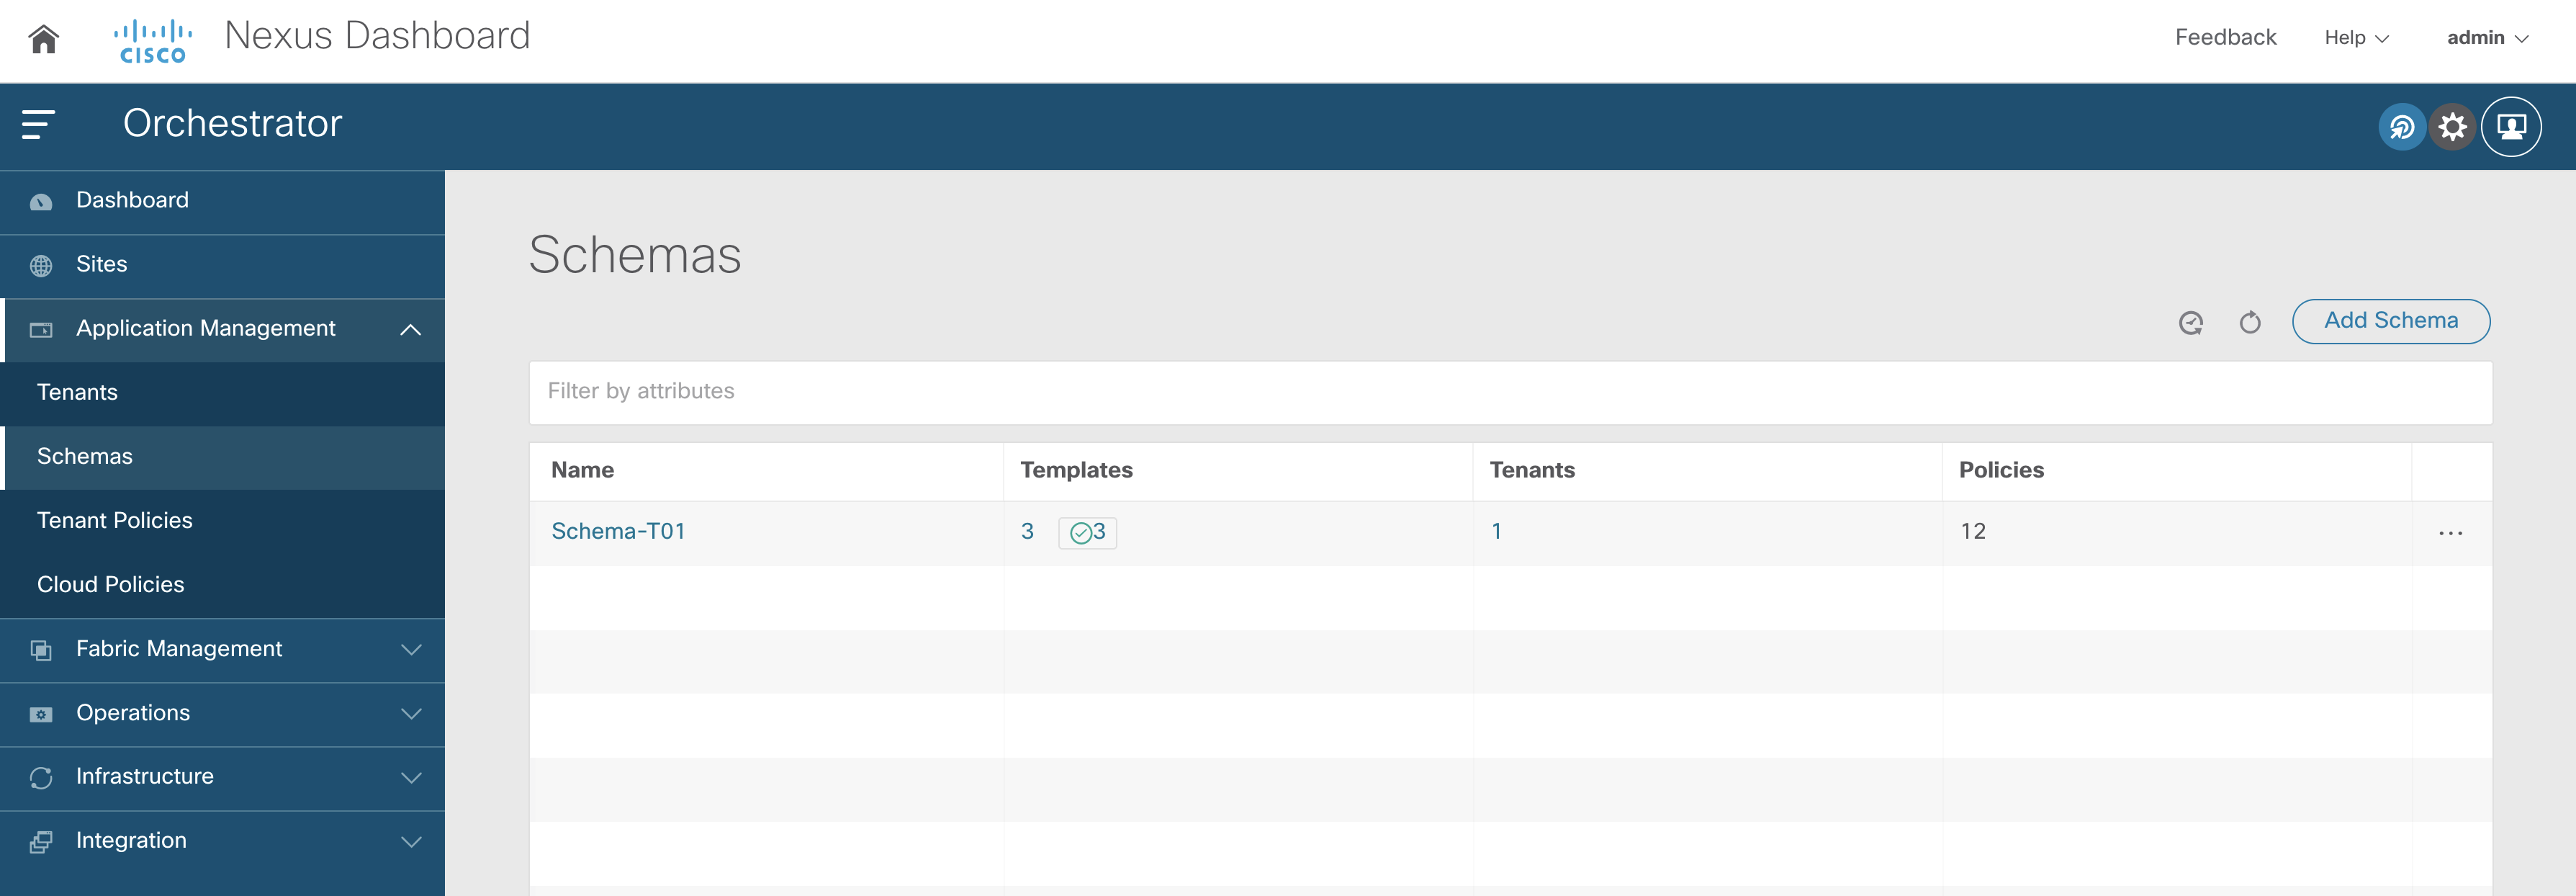 CISCO
Nexus Dashboard
Feedback
Help
admin
Orchestrator
Dashboard
Sites
Application Management
Tenants
Schemas
Tenant Policies
Cloud Policies
Fabric Management
Operations
Infrastructure
Integration
Schemas
Add Schema
Filter by attributes
Name Templates Tenants Policies
Schema-T01 3 3 1 12 ...